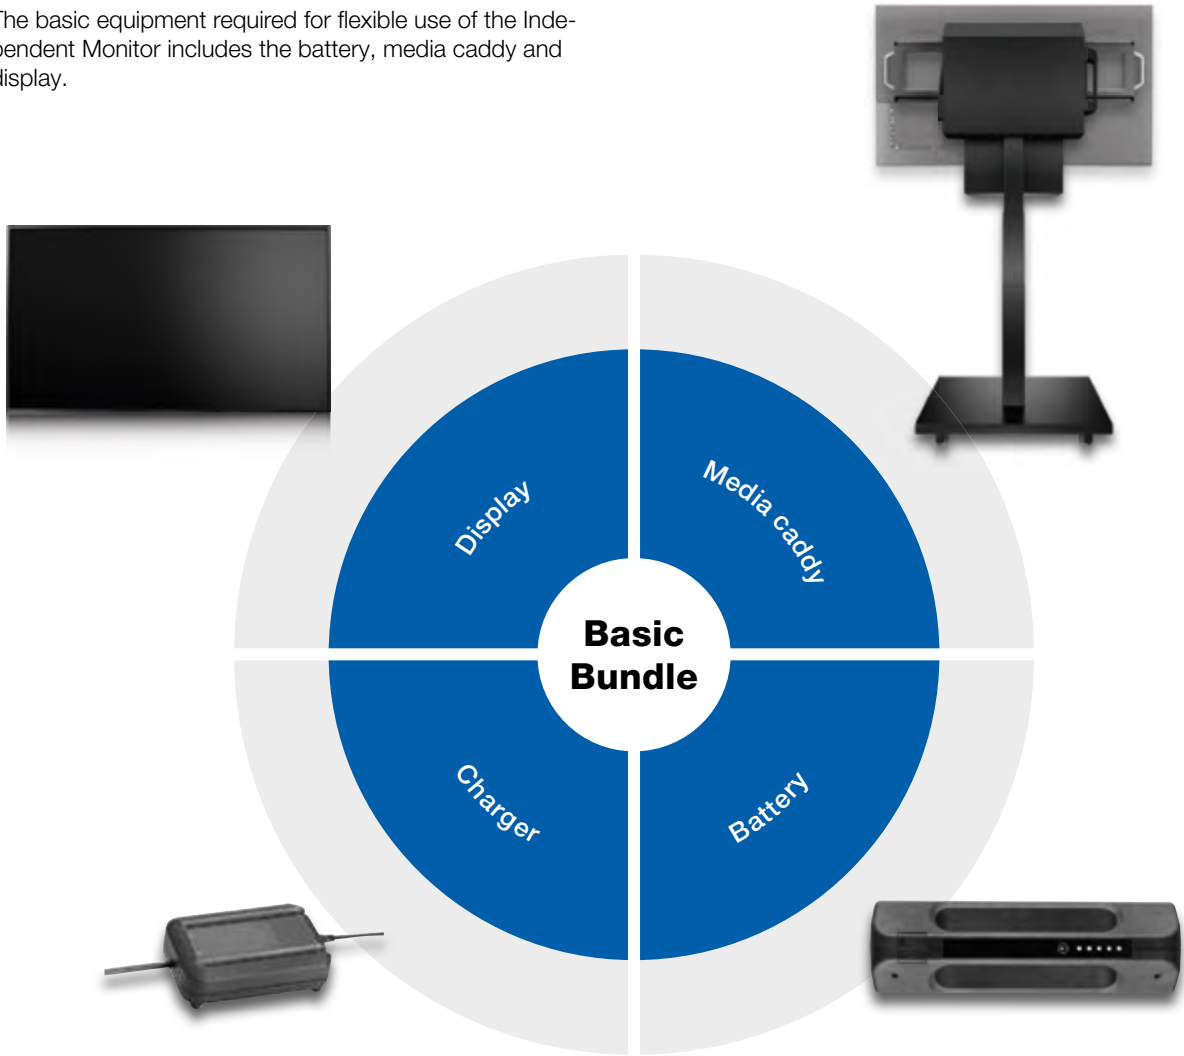 The basic equipment required for flexible use of the Inde-
pendent Monitor includes the battery, media caddy and
display.
Display
Media caddy
Basic
Bundle
Charger
Battery